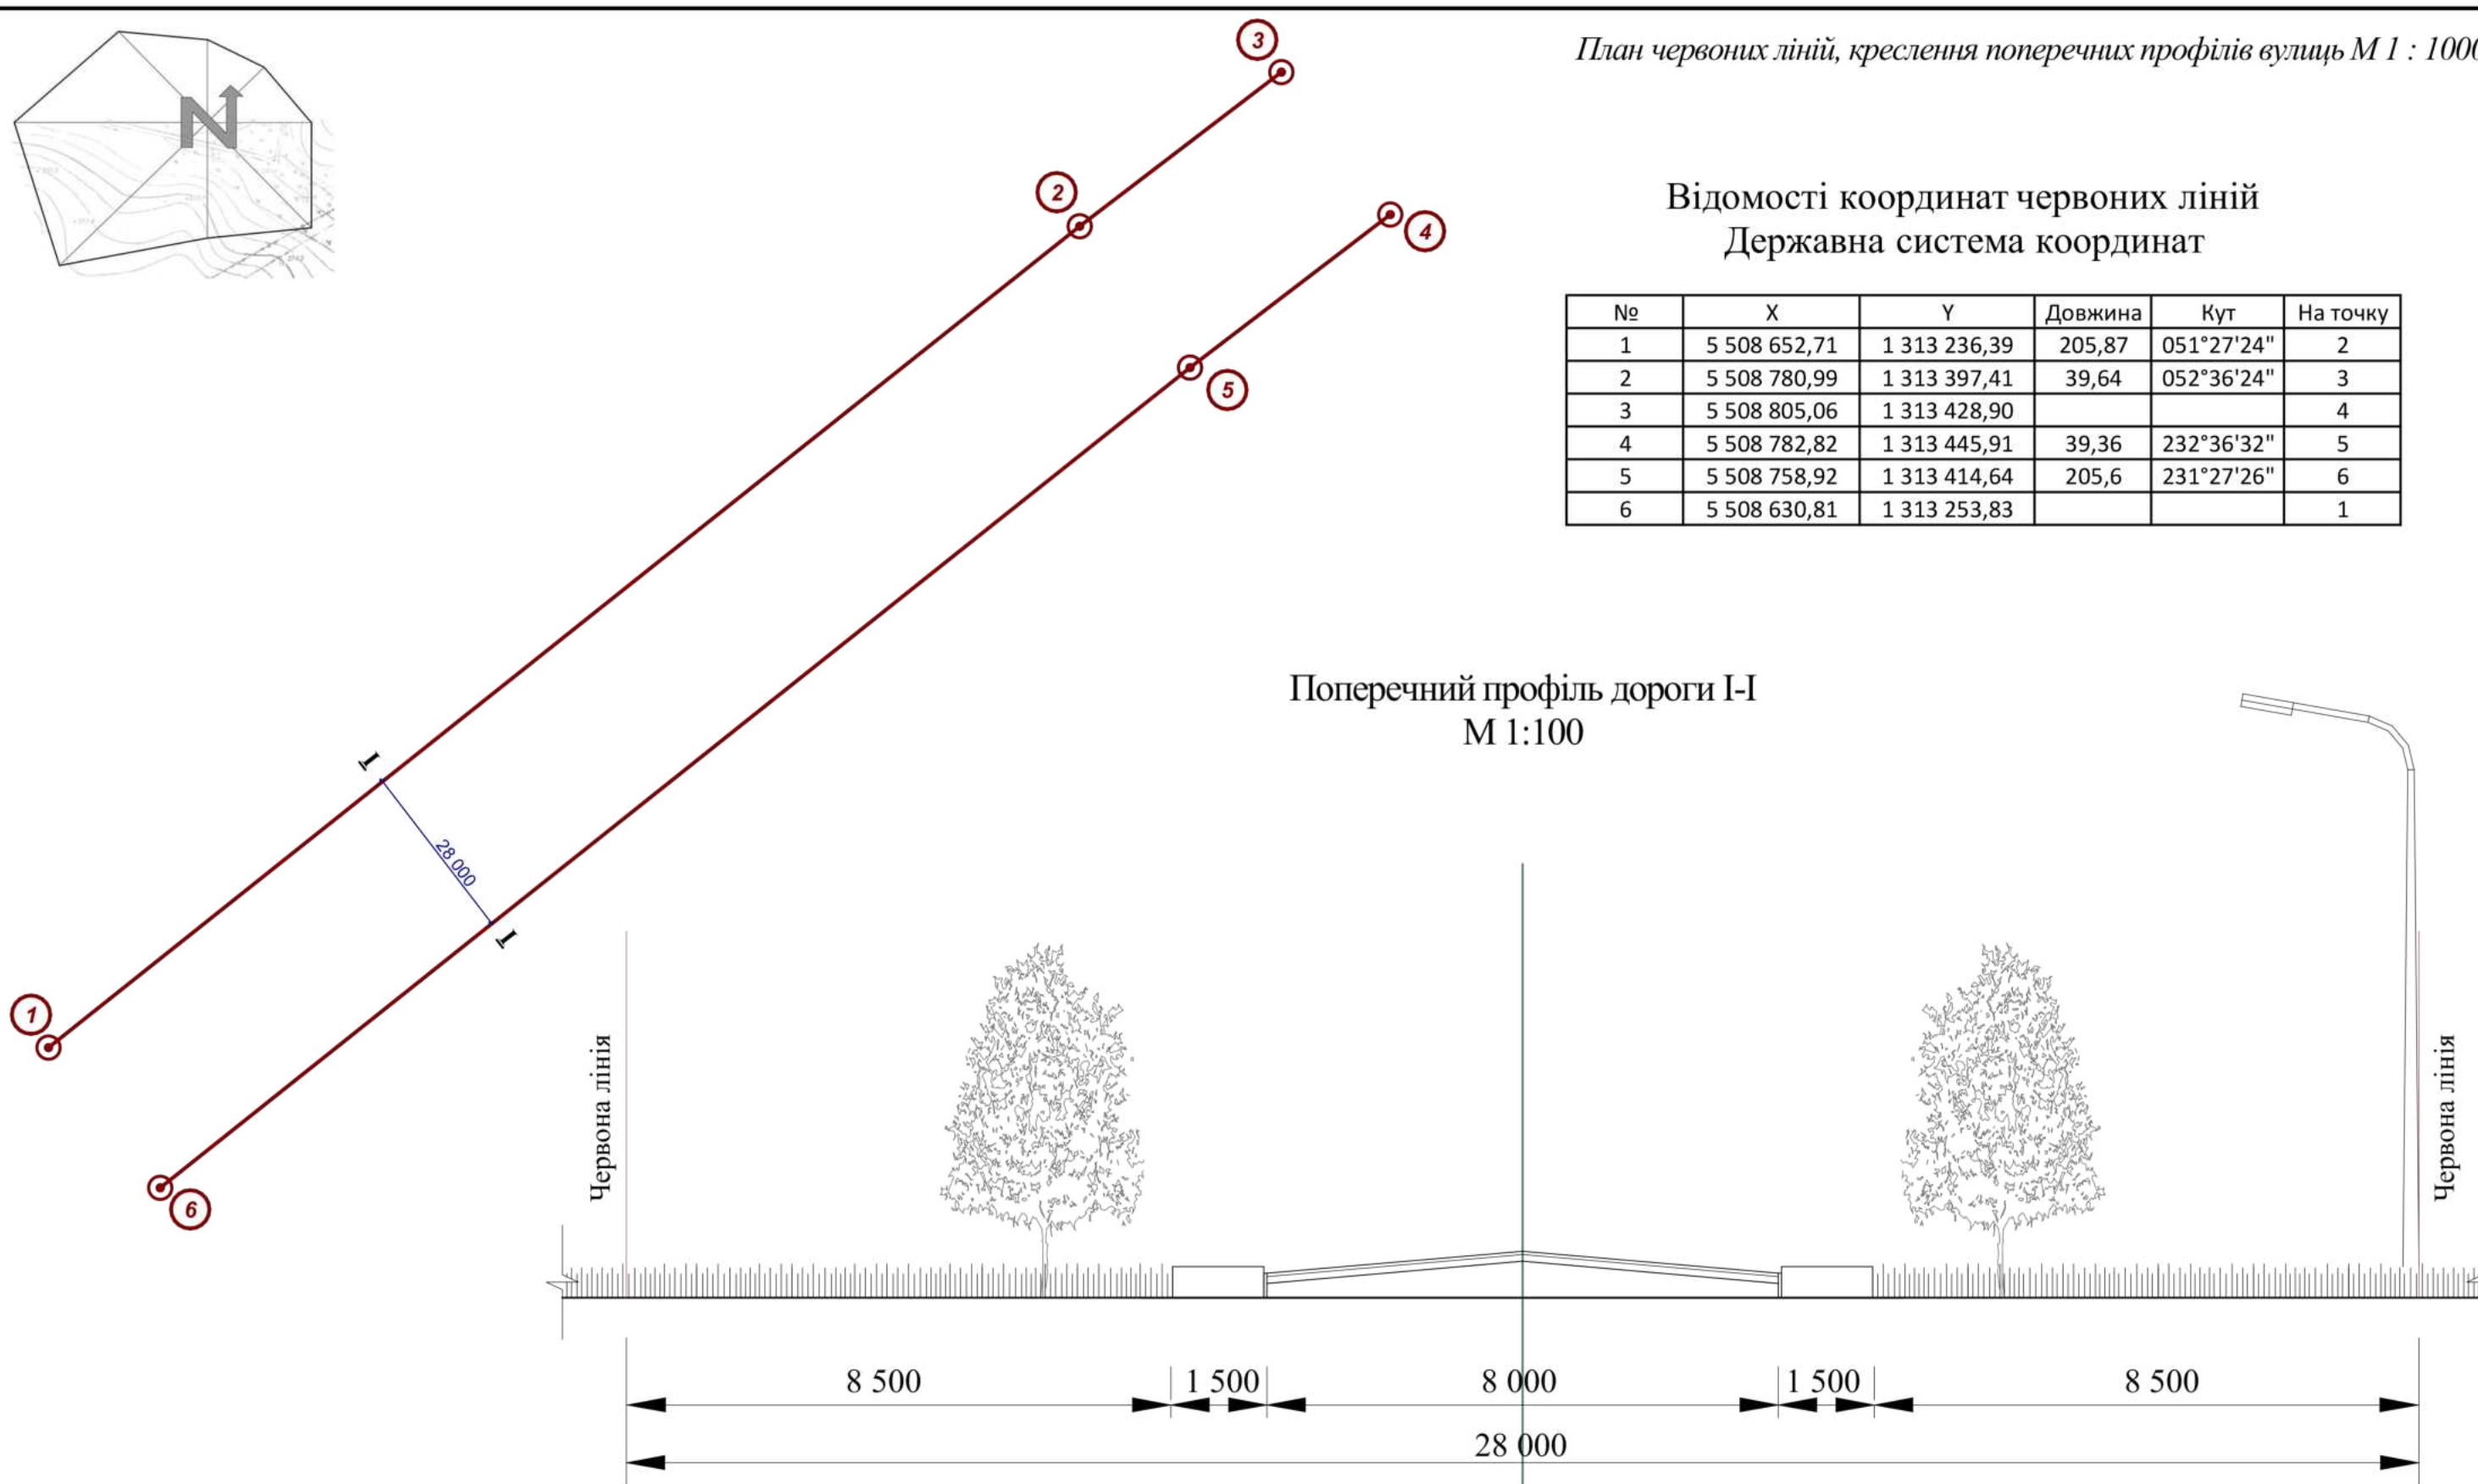 План червоних ліній, креслення поперечних профілів вулиць М 1 : 1000
N
3
2
4
5
Відомості координат червоних ліній
Державна система координат
№ X Y Довжина Кут На точку
1 5 508 652,71 1 313 236,39 205,87 051°27'24" 2
2 5 508 780,99 1 313 397,41 39,64 052°36'24" 3
3 5 508 805,06 1 313 428,90 4
4 5 508 782,82 1 313 445,91 39,36 232°36'32" 5
5 5 508 758,92 1 313 414,64 205,6 231°27'26" 6
6 5 508 630,81 1 313 253,83 1
Поперечний профіль дороги І-І
М 1:100
I
28 000
I
1
6
Червона лінія
Червона лінія
8 500 1 500 8 000 1 500 8 500
28 000